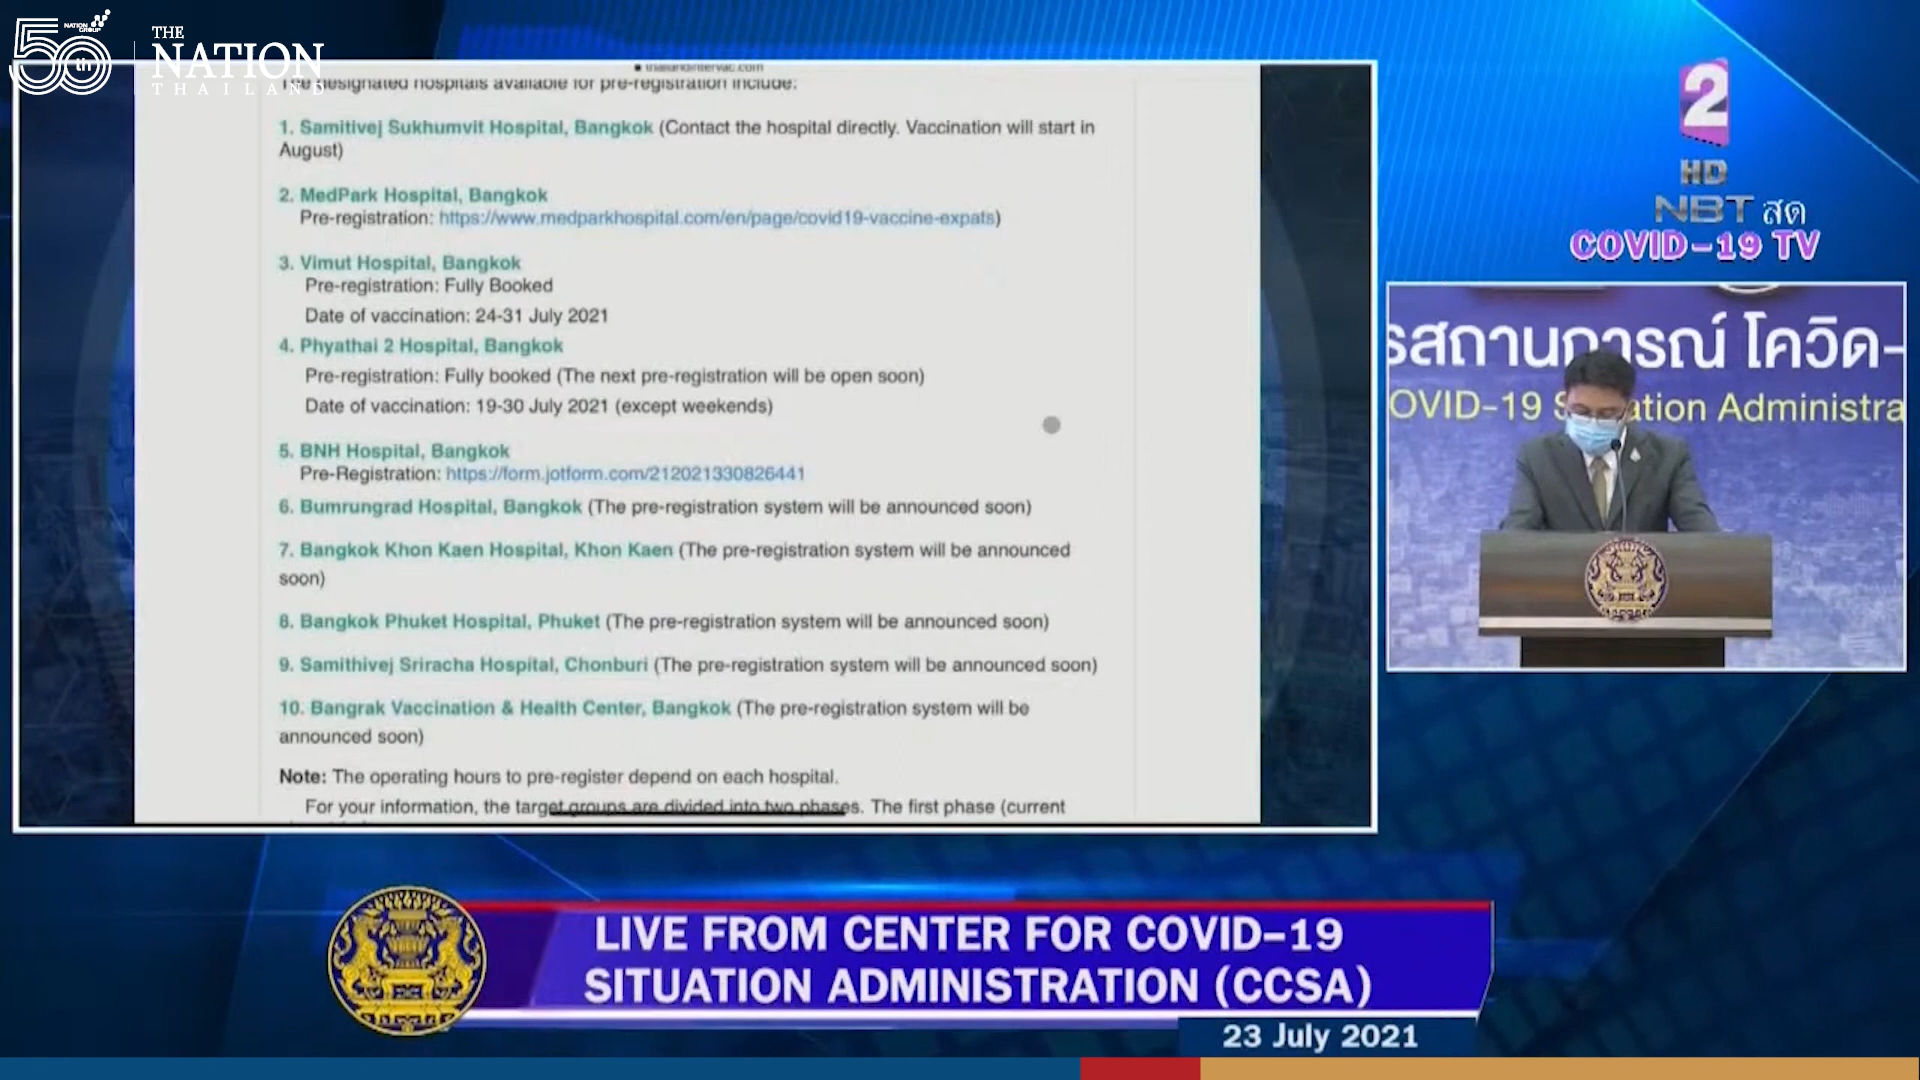 50th
NATION
GROUP
THE
NATION
THAILAND
thailandintervac.com
The designated hospitals available for pre-registration include:
1. Samitivej Sukhumvit Hospital, Bangkok (Contact the hospital directly. Vaccination will start in
August)
2. MedPark Hospital, Bangkok
Pre-registration: https://www.medparkhospital.com/en/page/covid19-vaccine-expats)
3. Vimut Hospital, Bangkok
Pre-registration: Fully Booked
Date of vaccination: 24-31 July 2021
4. Phyathai 2 Hospital, Bangkok
Pre-registration: Fully booked (The next pre-registration will be open soon)
Date of vaccination: 19-30 July 2021 (except weekends)
5. BNH Hospital, Bangkok
Pre-Registration: https://form.jotform.com/212021330826441
6. Bumrungrad Hospital, Bangkok (The pre-registration system will be announced soon)
7. Bangkok Khon Kaen Hospital, Khon Kaen (The pre-registration system will be announced
soon)
8. Bangkok Phuket Hospital, Phuket (The pre-registration system will be announced soon)
9. Samithivej Sriracha Hospital, Chonburi (The pre-registration system will be announced soon)
10. Bangrak Vaccination & Health Center, Bangkok (The pre-registration system will be
announced soon)
Note: The operating hours to pre-register depend on each hospital.
For your information, the target groups are divided into two phases. The first phase (current
2
HD
NBT สด
COVID-19 TV
รสถานการณ์ โควิด-
OVID-19 S ation Administra
LIVE FROM CENTER FOR COVID-19
SITUATION ADMINISTRATION (CCSA)
23 July 2021